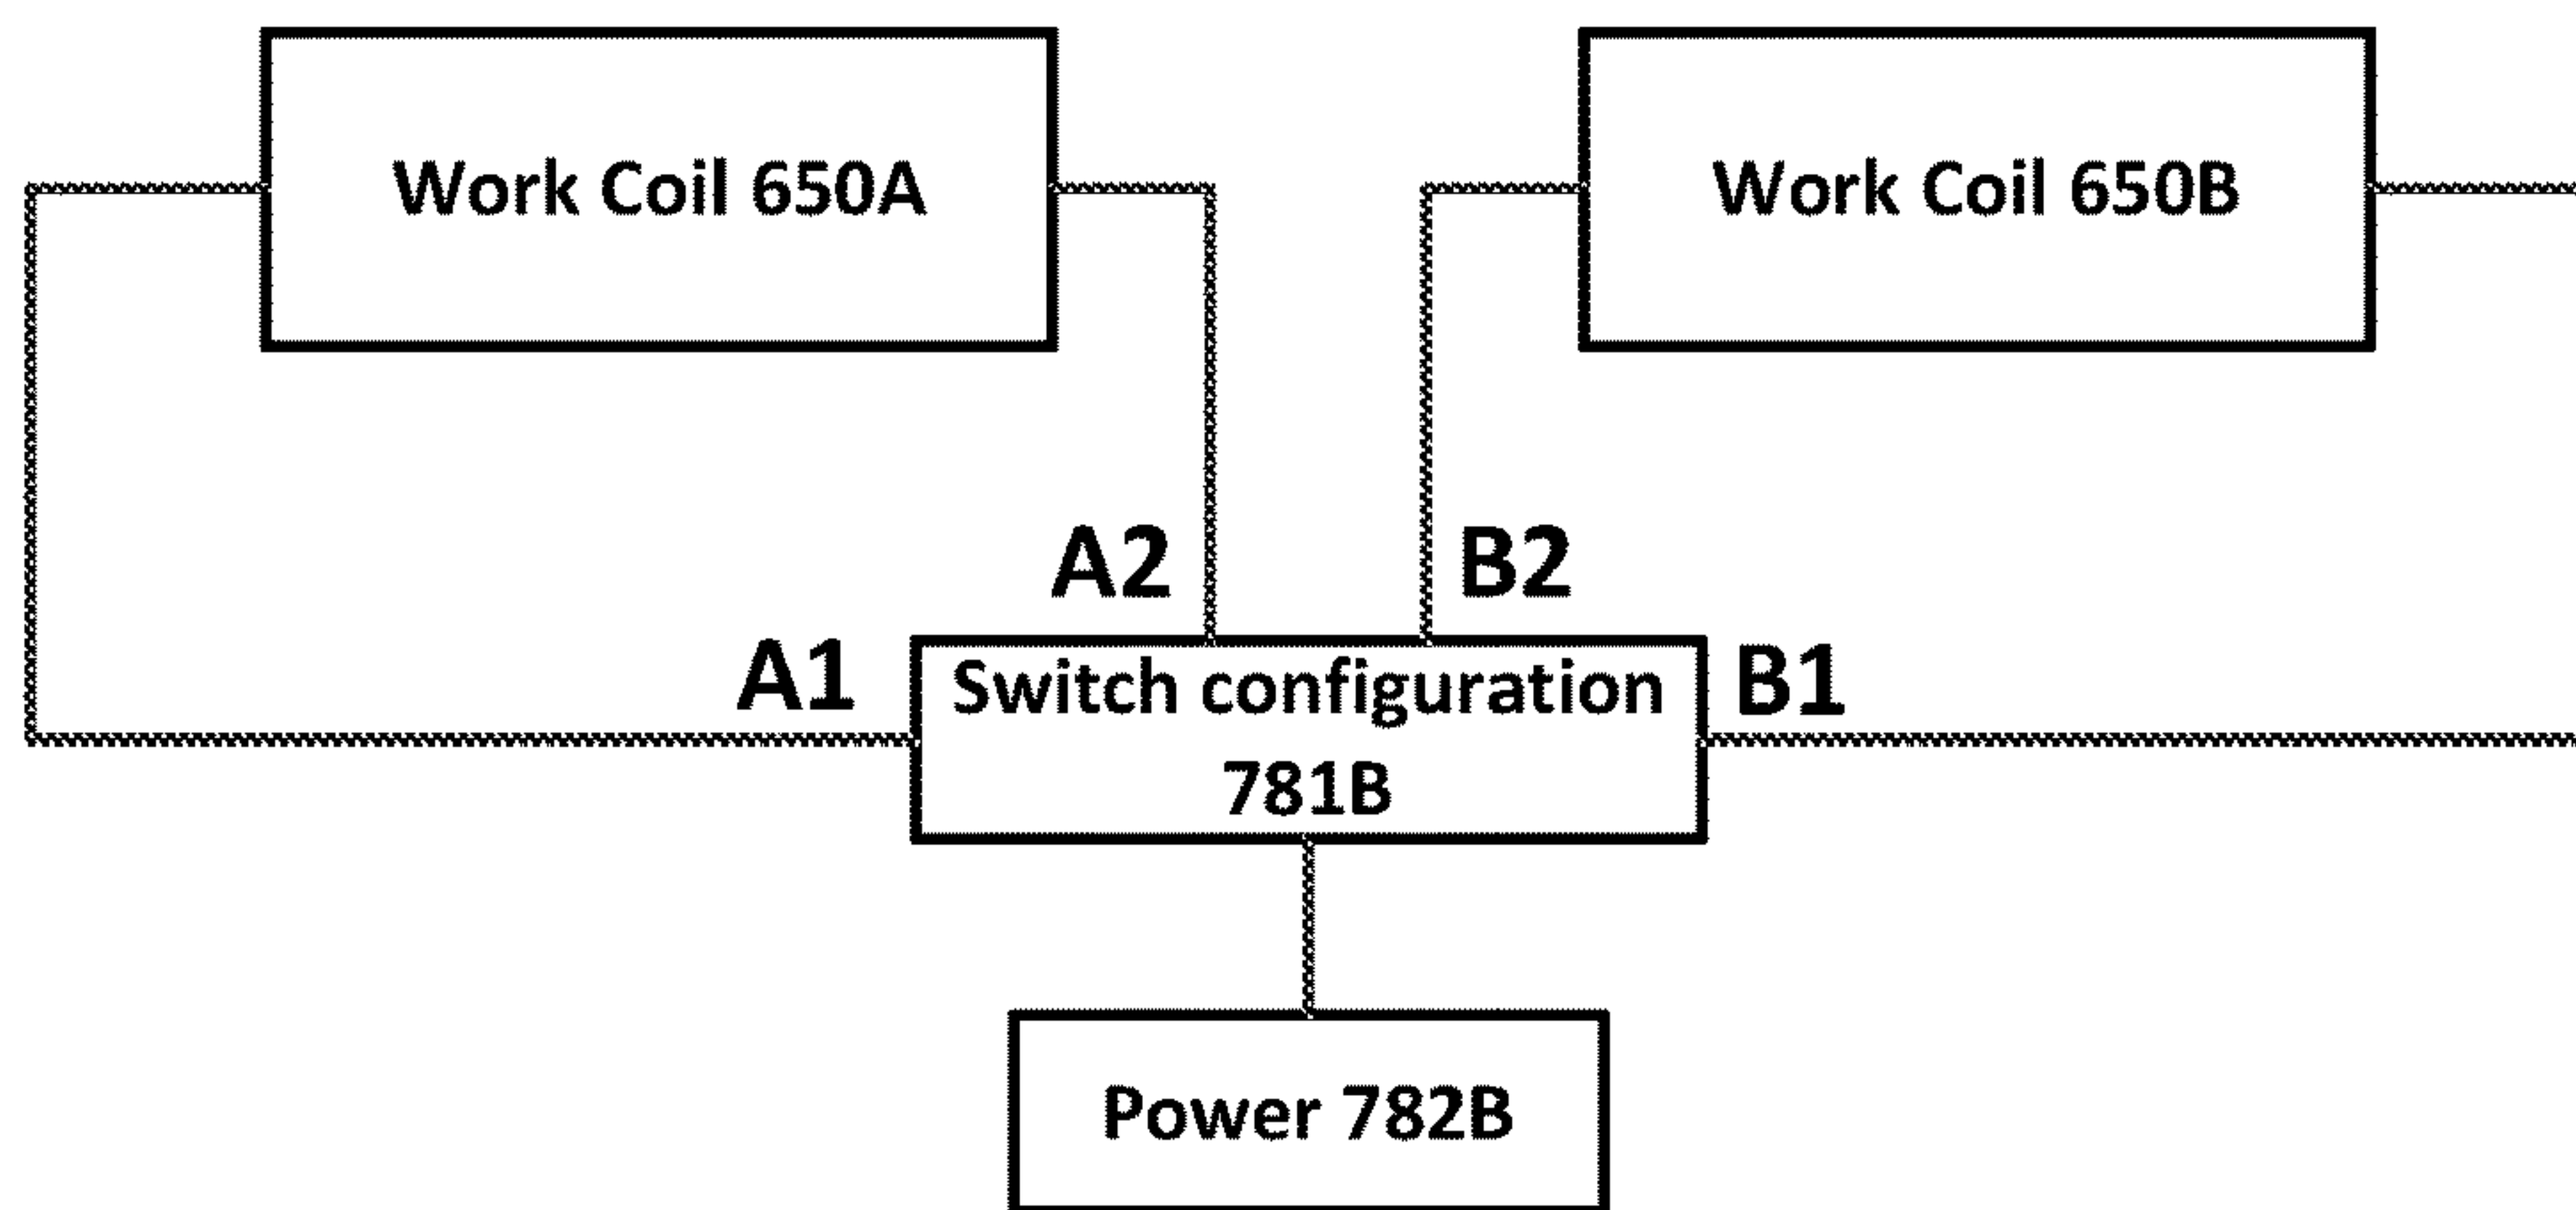 Work Coil 650A
Work Coil 650B
A2
B2
A1
Switch configuration
781B
B1
Power 782B